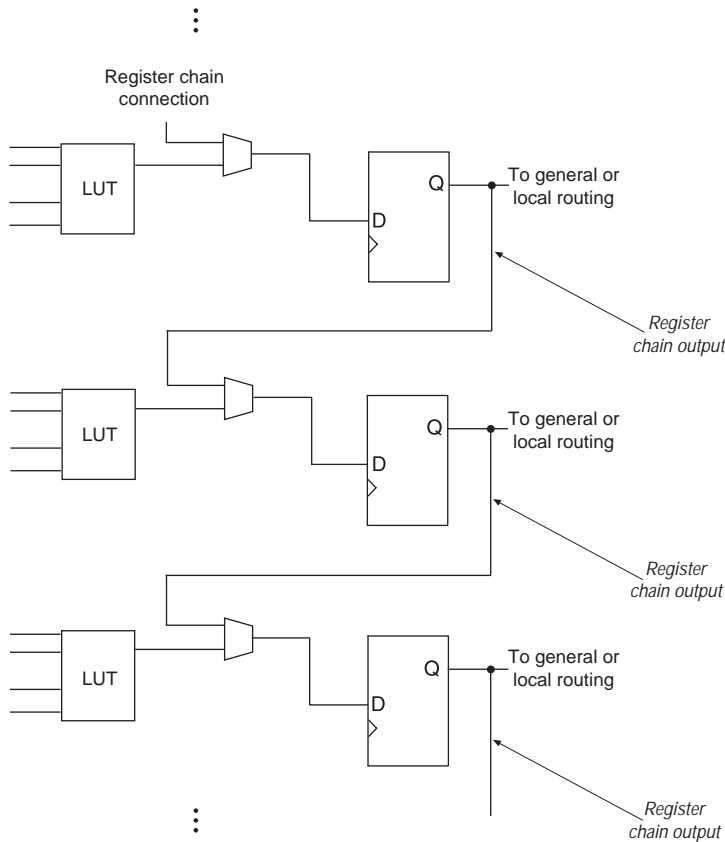 Register chain
connection
LUT
D
Q
To general or
local routing
Register
chain output
LUT
D
Q
To general or
local routing
Register
chain output
LUT
D
Q
To general or
local routing
Register
chain output